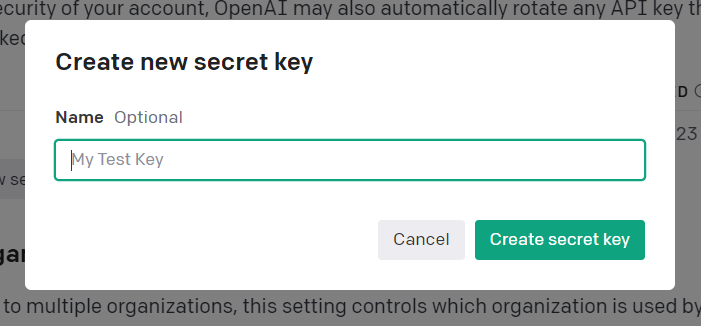 ecurity of your account, OpenAI may also automatically rotate any API key th
ked
Create new secret key
D
Name Optional
23
My Test Key
w se
Cancel
Create secret key
gan
to multiple organizations, this setting controls which organization is used by